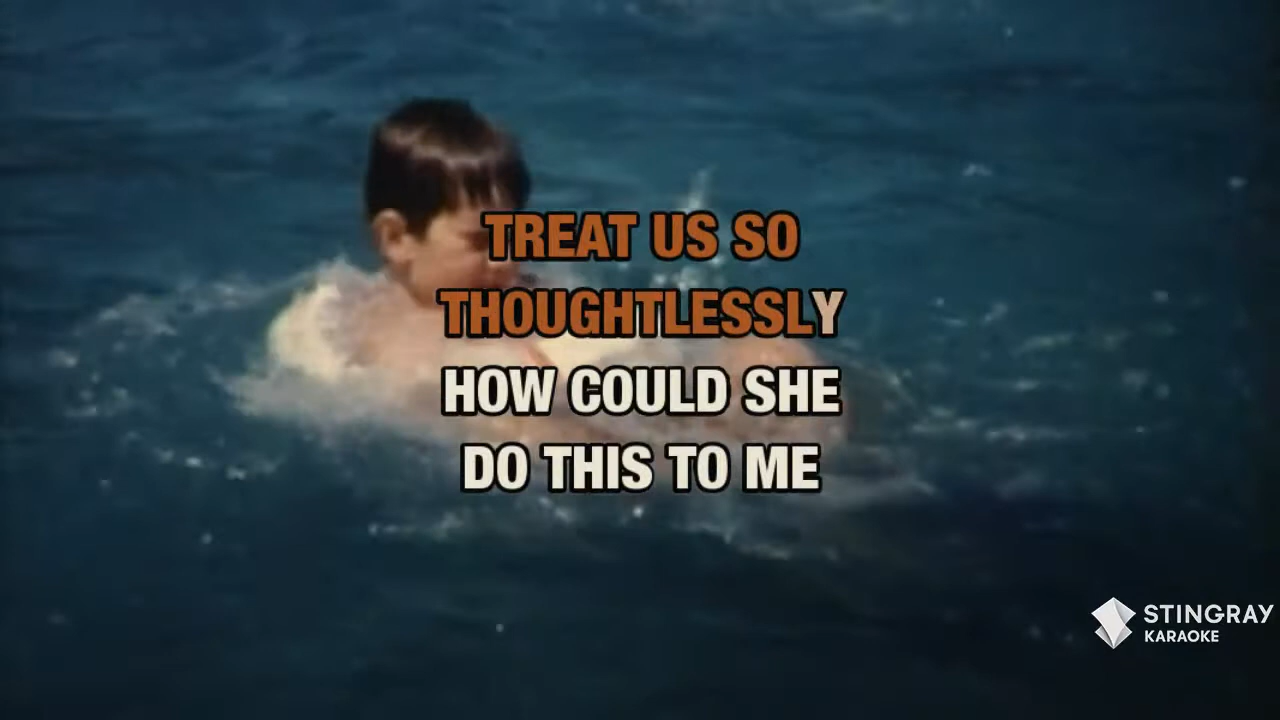 TREAT US SO
THOUGHTLESSLY
HOW COULD SHE
DO THIS TO ME
STINGRAY
KARAOKE